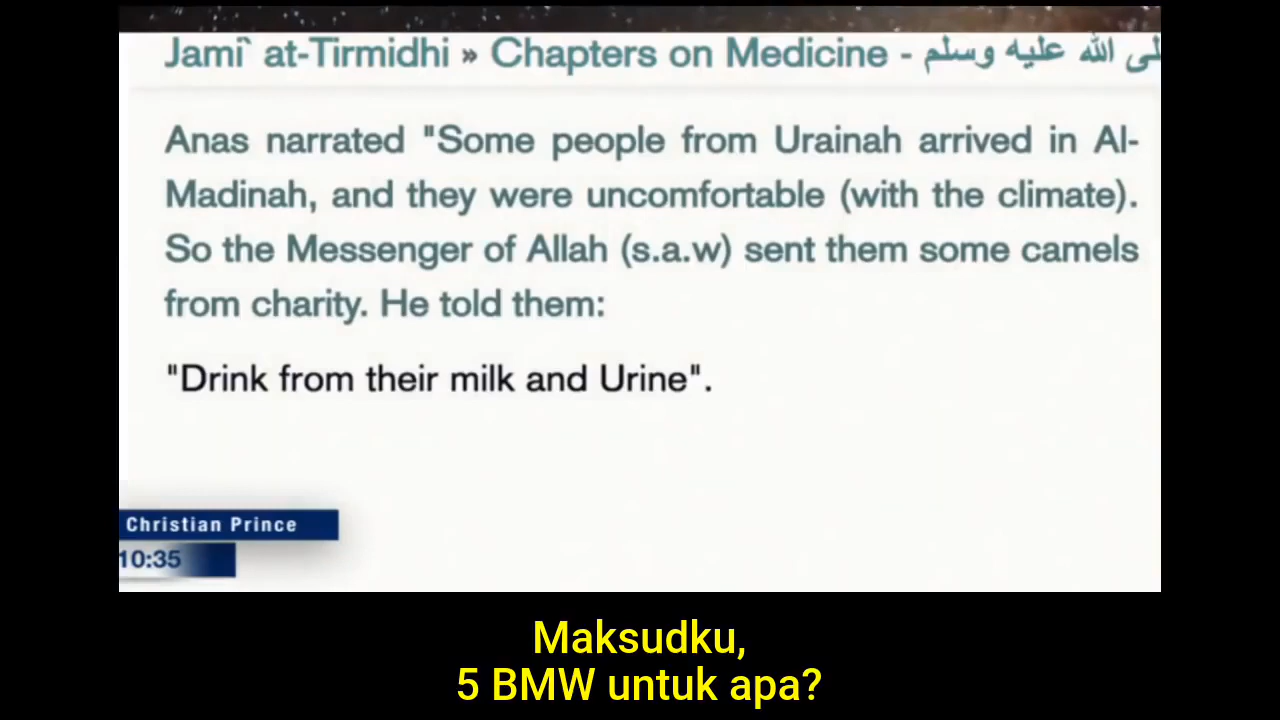 Jami` at-Tirmidhi » Chapters on Medicine - لى الله عليه وسلم
Anas narrated "Some people from Urainah arrived in Al-
Madinah, and they were uncomfortable (with the climate).
So the Messenger of Allah (s.a.w) sent them some camels
from charity. He told them:
"Drink from their milk and Urine".
Christian Prince
10:35
Maksudku,
5 BMW untuk apa?